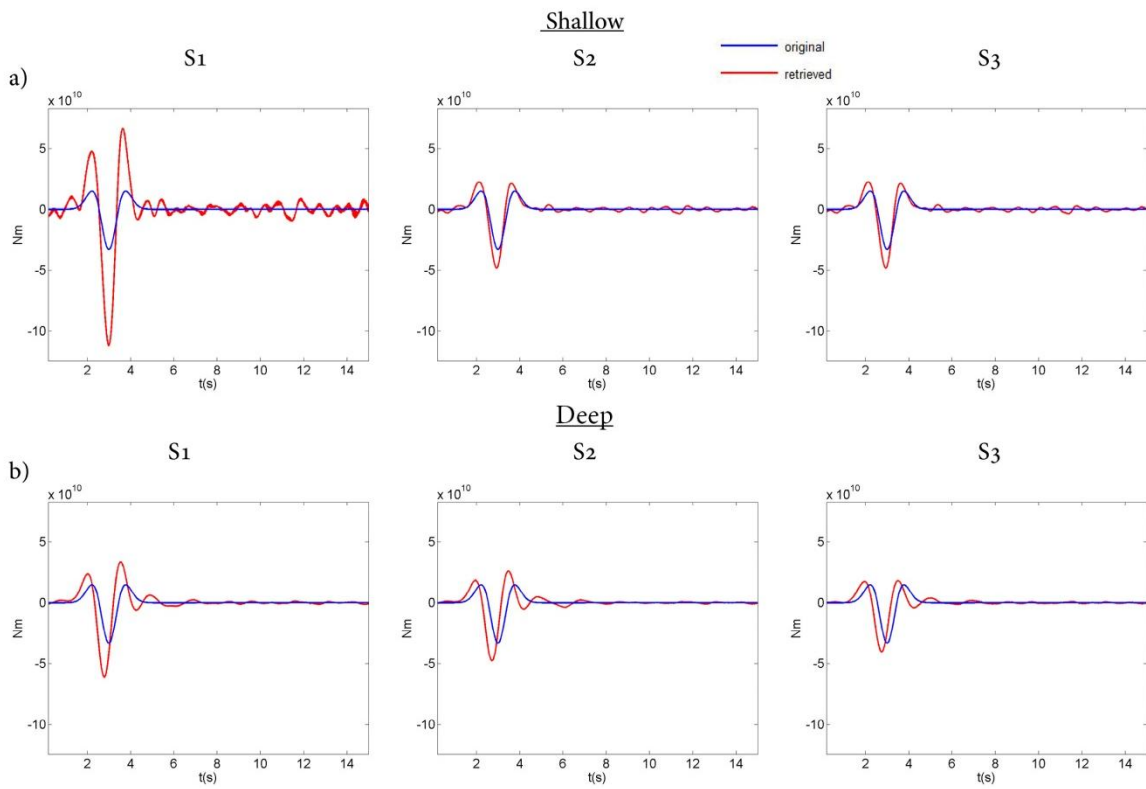 Shallow
S1 S2 S3
original
retrieved
a)
x 10^10 x 10^10 x 10^10
5 5 5
0 0 0
Nm Nm Nm
-5 -5 -5
-10 -10 -10
2 4 6 8 10 12 14 2 4 6 8 10 12 14 2 4 6 8 10 12 14
t(s) t(s) t(s)
Deep
S1 S2 S3
b)
x 10^10 x 10^10 x 10^10
5 5 5
0 0 0
Nm Nm Nm
-5 -5 -5
-10 -10 -10
2 4 6 8 10 12 14 2 4 6 8 10 12 14 2 4 6 8 10 12 14
t(s) t(s) t(s)